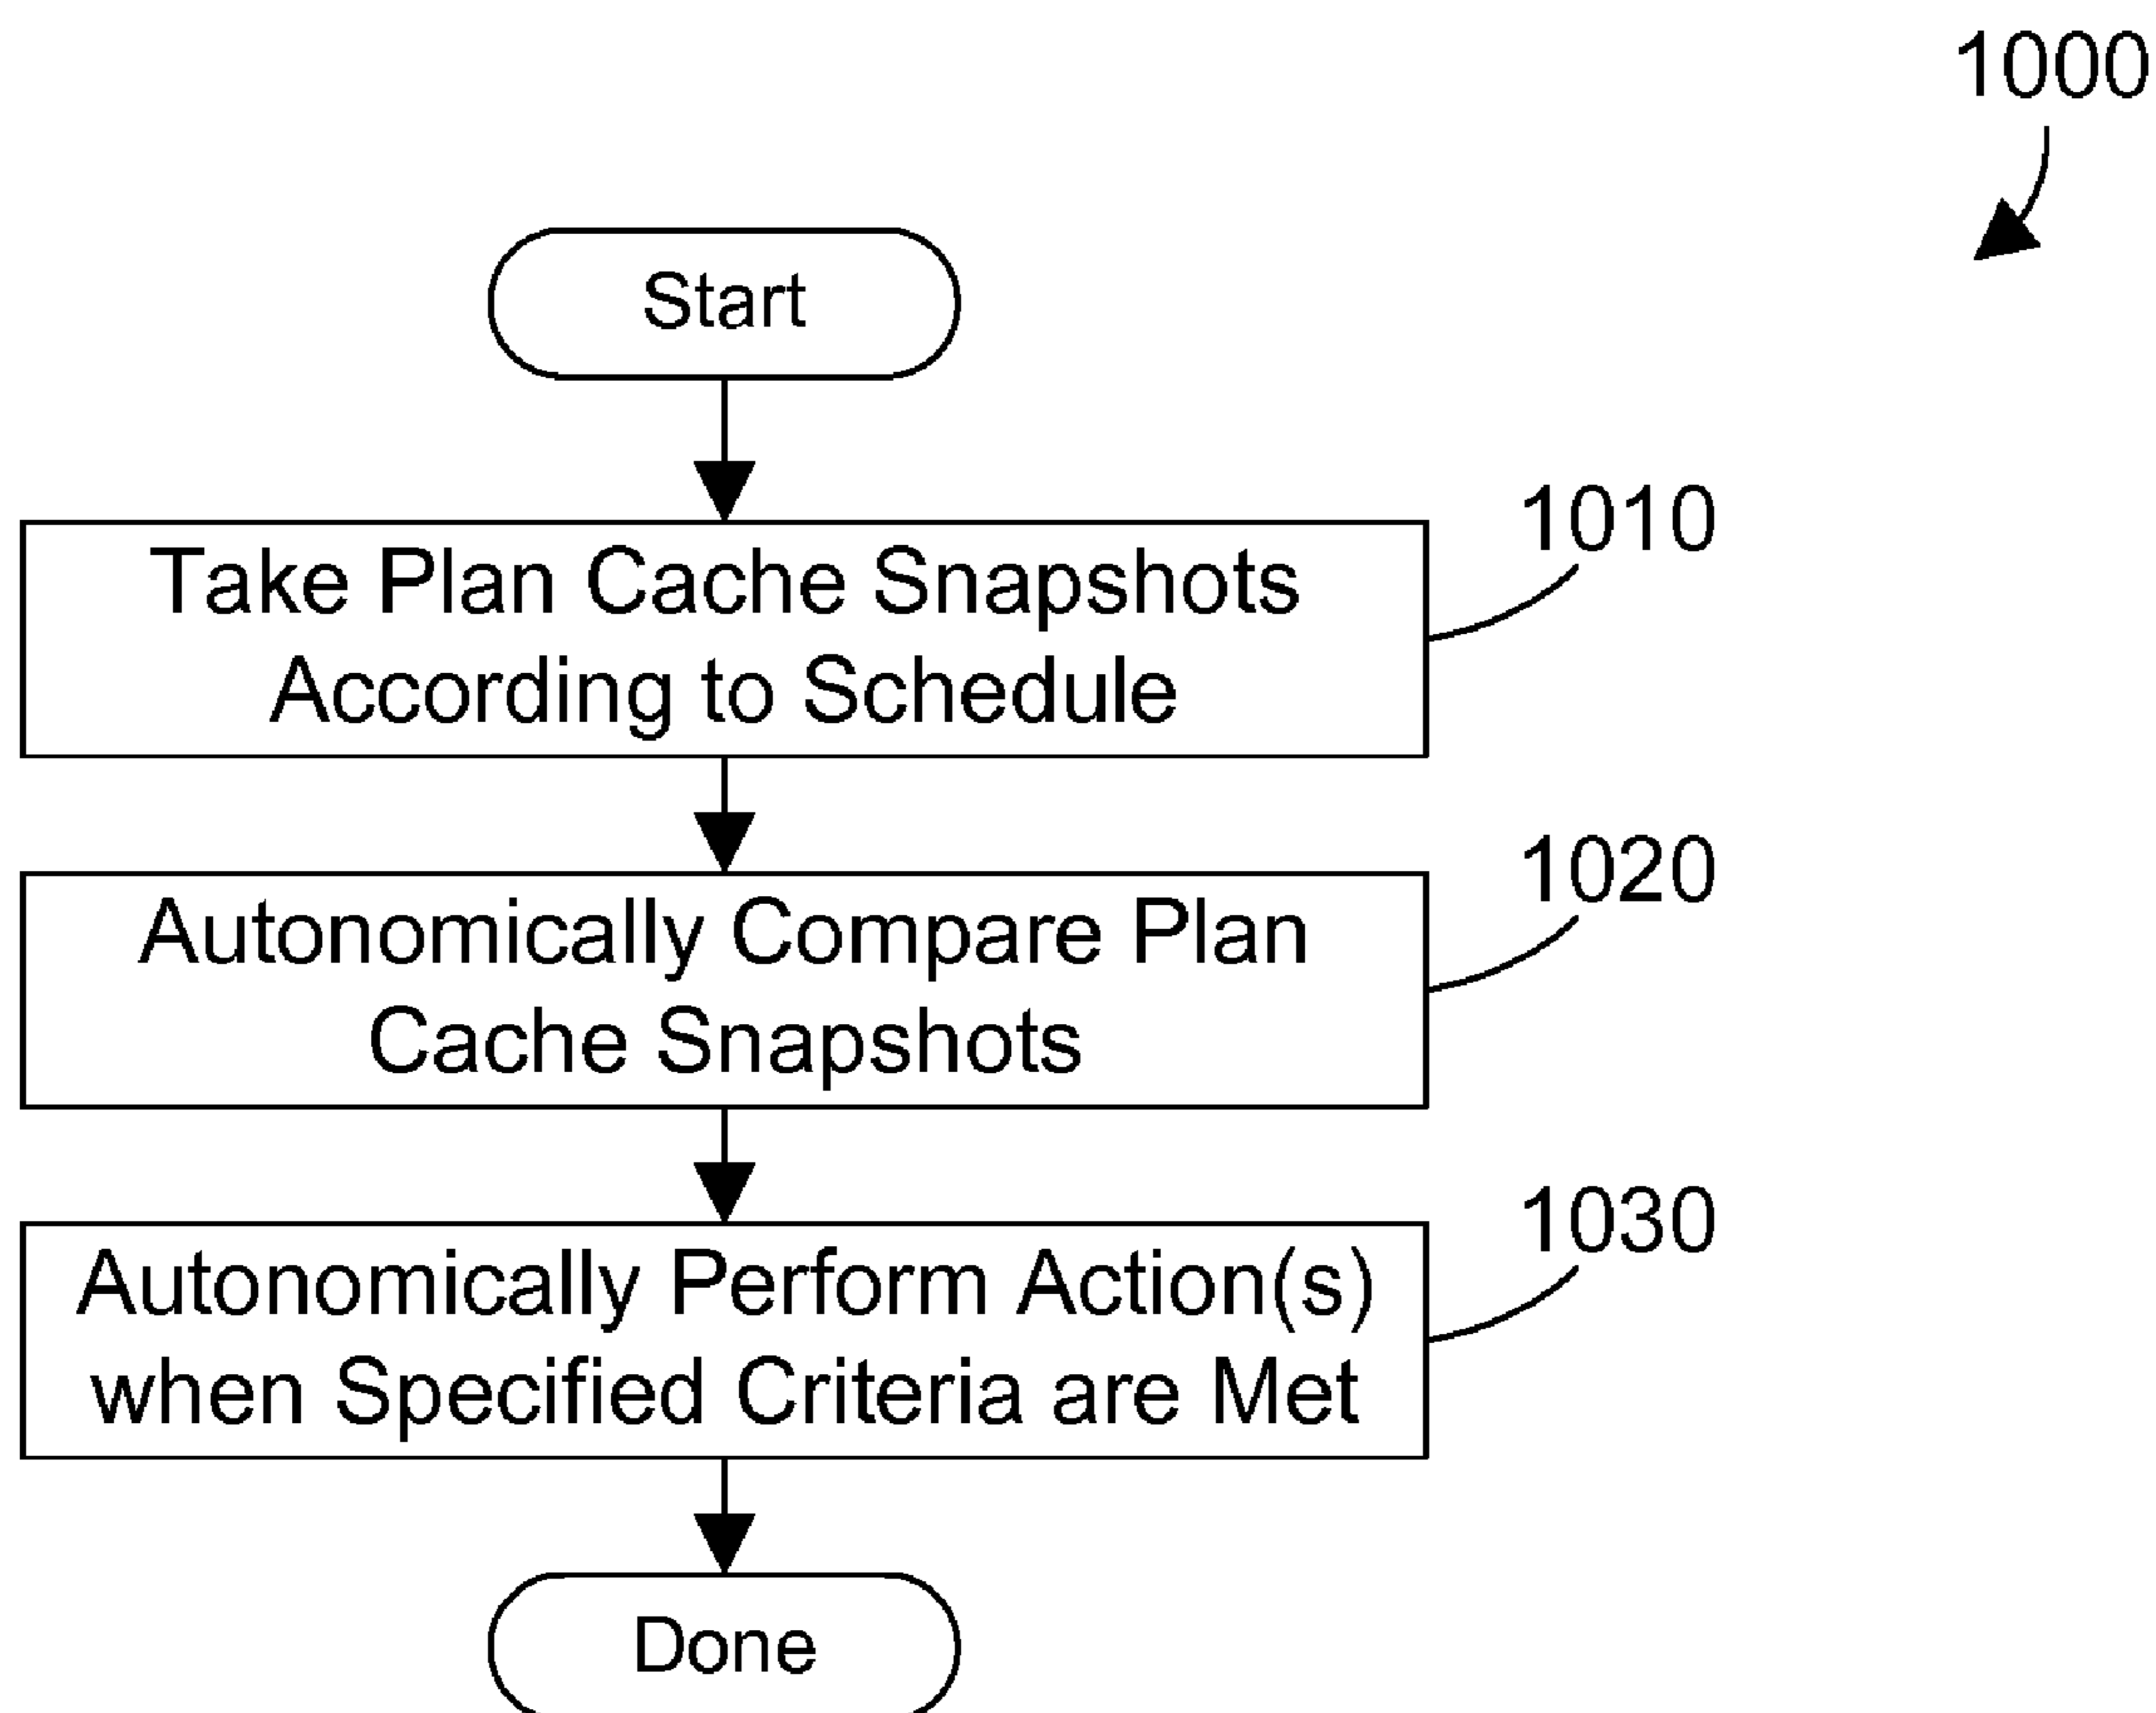 1000
Start
1010
Take Plan Cache Snapshots
According to Schedule
1020
Autonomically Compare Plan
Cache Snapshots
1030
Autonomically Perform Action(s)
when Specified Criteria are Met
Done